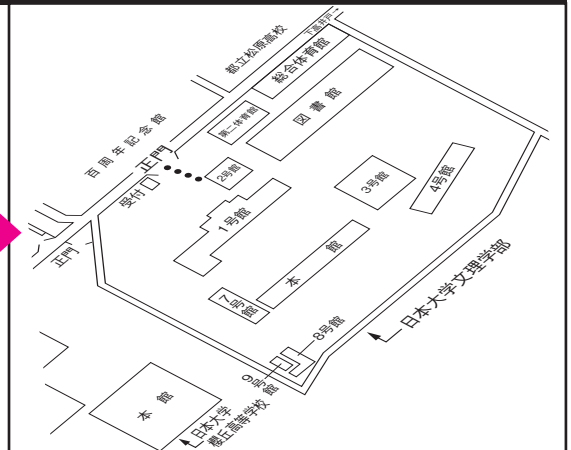 下高井戸→
都立松原高校
総合体育館
図書館
第二体育館
百周年記念館
正門
2号館
受付
3号館
4号館
1号館
正門
本館
7号館
日本大学文理学部
8号館
9号館
本館
日本大学
櫻丘高等学校